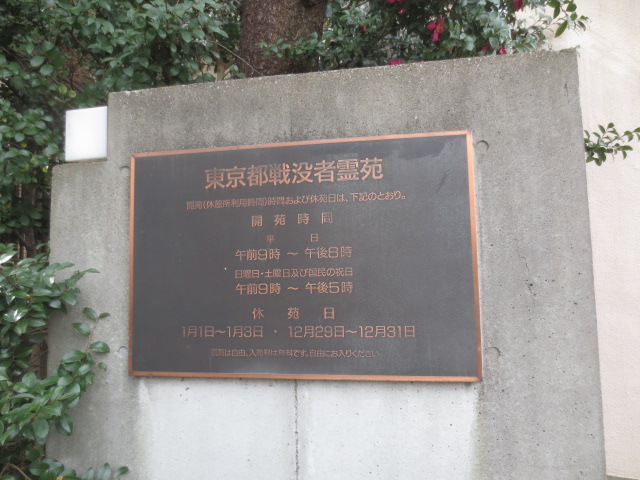 東京都戦没者霊苑
開苑(休憩所利用時間)時間および休苑日は、下記のとおり。
開苑時間
平日
午前9時 〜 午後8時
日曜日・土曜日及び国民の祝日
午前9時 〜 午後5時
休苑日
1月1日〜1月3日 ・ 12月29日〜12月31日
は自由、入苑料は無料です。自由にお入りください